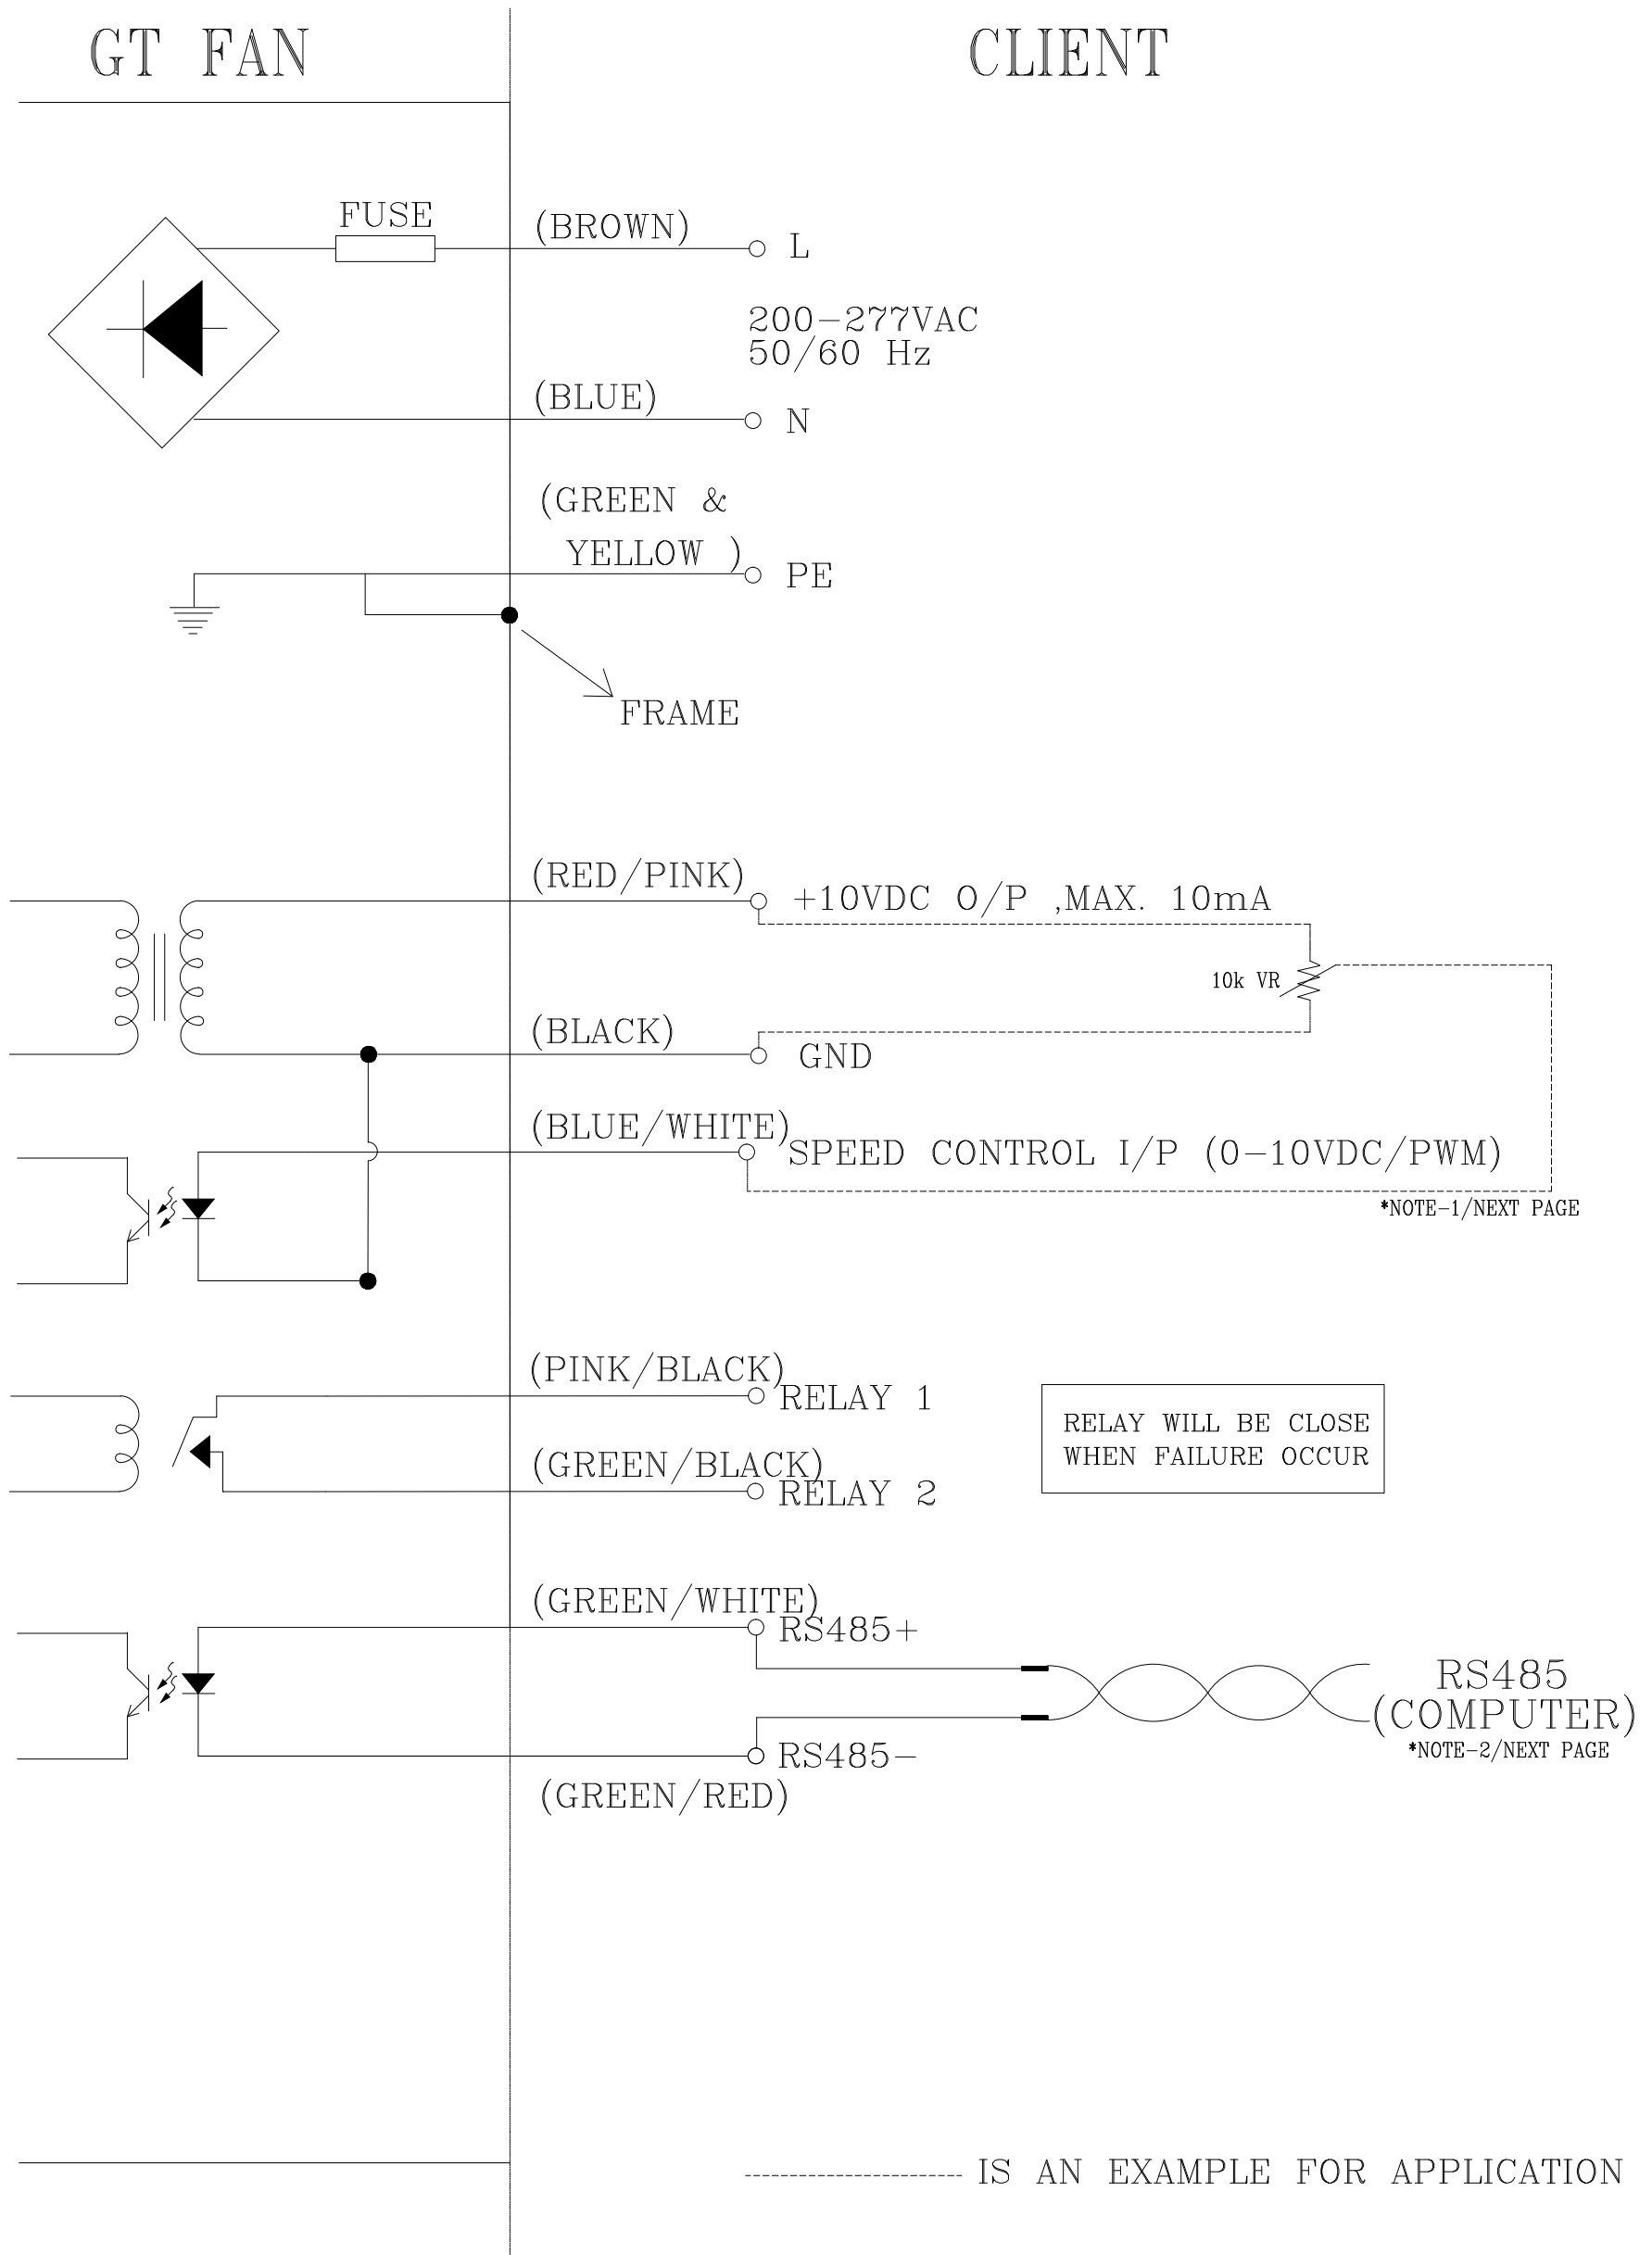 GT FAN
CLIENT
FUSE
(BROWN)
L
200-277VAC
50/60 Hz
(BLUE)
N
(GREEN &
YELLOW )
PE
FRAME
(RED/PINK)
+10VDC O/P ,MAX. 10mA
10k VR
(BLACK)
GND
(BLUE/WHITE)
SPEED CONTROL I/P (0-10VDC/PWM)
*NOTE-1/NEXT PAGE
(PINK/BLACK)
RELAY 1
RELAY WILL BE CLOSE
WHEN FAILURE OCCUR
(GREEN/BLACK)
RELAY 2
(GREEN/WHITE)
RS485+
RS485
(COMPUTER)
*NOTE-2/NEXT PAGE
RS485-
(GREEN/RED)
IS AN EXAMPLE FOR APPLICATION